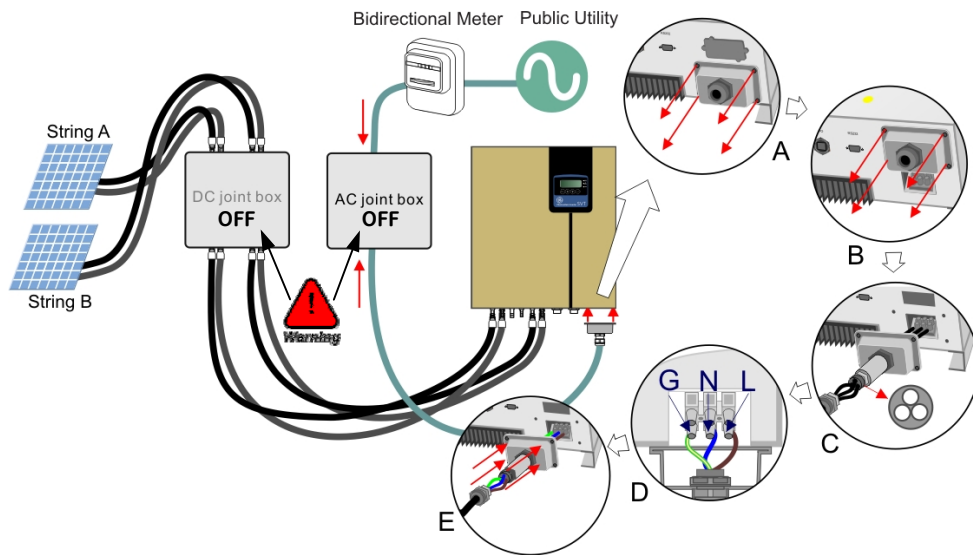 Bidirectional Meter
Public Utility
String A
String B
DC joint box
OFF
AC joint box
OFF
!
Warning
A
B
C
G N L
D
E